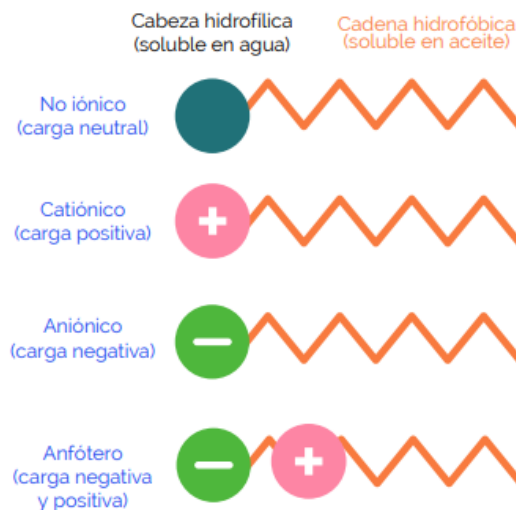 Cabeza hidrofílica
(soluble en agua)
Cadena hidrofóbica
(soluble en aceite)
No iónico
(carga neutral)
Catiónico
(carga positiva)
+
Aniónico
(carga negativa)
−
Anfótero
(carga negativa
y positiva)
− +